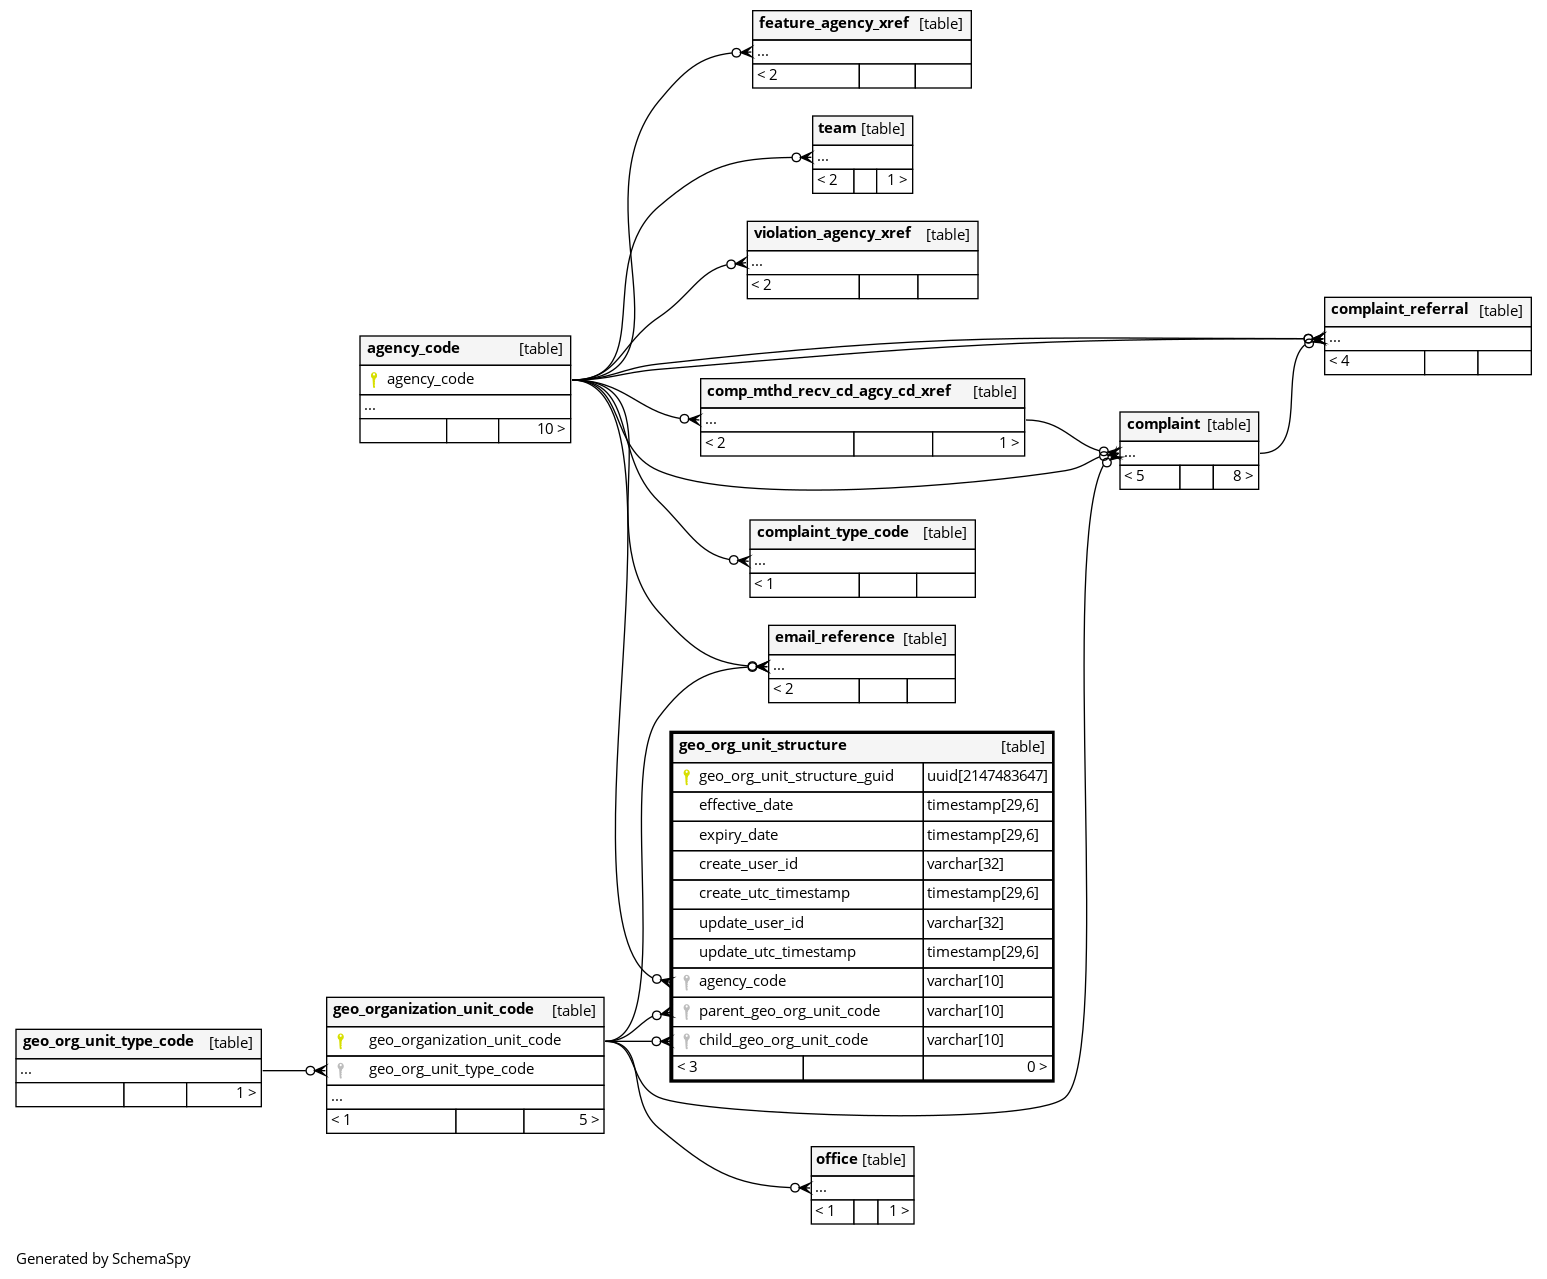 feature_agency_xref [table]
...
< 2
team [table]
...
< 2 1 >
violation_agency_xref [table]
...
< 2
complaint_referral [table]
...
< 4
agency_code [table]
agency_code
...
10 >
comp_mthd_recv_cd_agcy_cd_xref [table]
...
< 2 1 >
complaint [table]
...
< 5 8 >
complaint_type_code [table]
...
< 1
email_reference [table]
...
< 2
geo_org_unit_structure [table]
geo_org_unit_structure_guid uuid[2147483647]
effective_date timestamp[29,6]
expiry_date timestamp[29,6]
create_user_id varchar[32]
create_utc_timestamp timestamp[29,6]
update_user_id varchar[32]
update_utc_timestamp timestamp[29,6]
agency_code varchar[10]
parent_geo_org_unit_code varchar[10]
child_geo_org_unit_code varchar[10]
< 3 0 >
geo_organization_unit_code [table]
geo_organization_unit_code
geo_org_unit_type_code
...
< 1 5 >
geo_org_unit_type_code [table]
...
1 >
office [table]
...
< 1 1 >
Generated by SchemaSpy